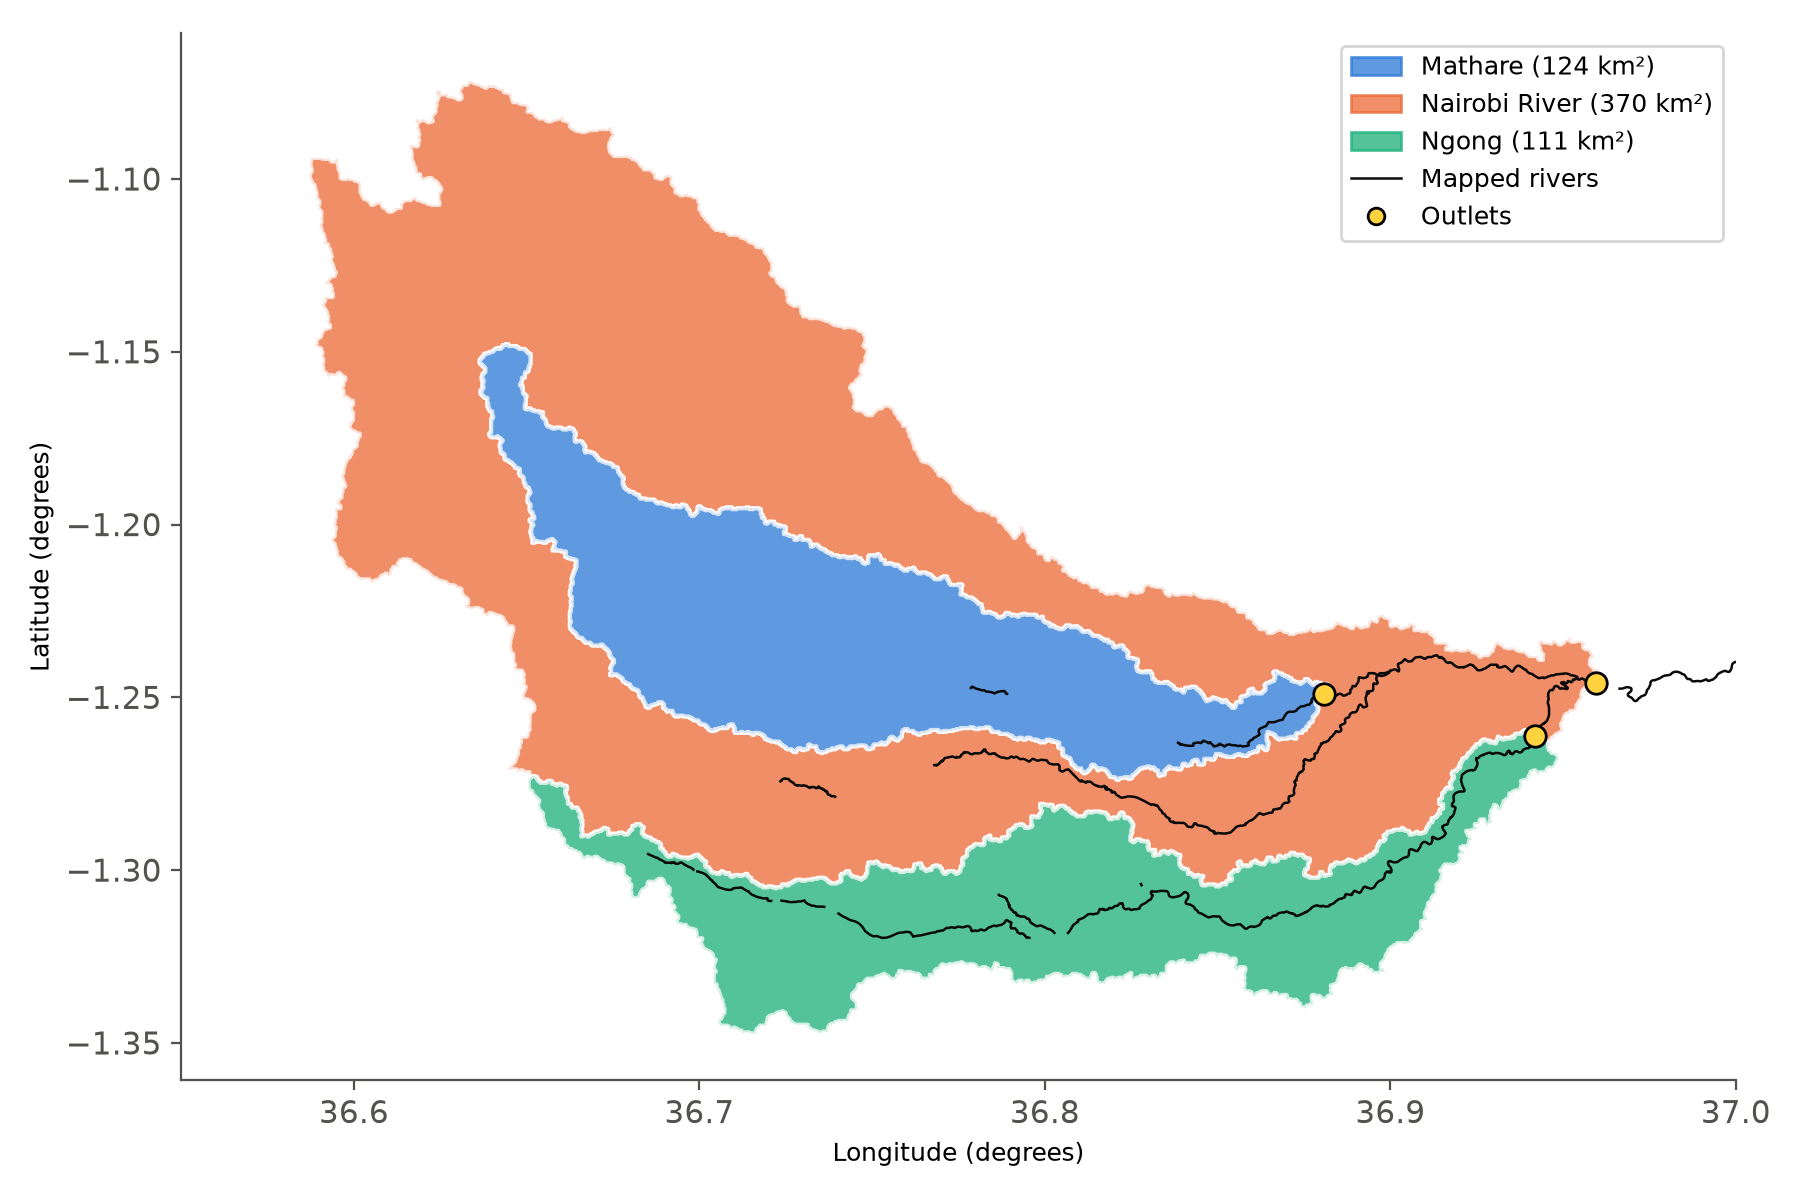 Mathare (124 km²)
Nairobi River (370 km²)
Ngong (111 km²)
Mapped rivers
Outlets
−1.10
−1.15
−1.20
−1.25
−1.30
−1.35
Latitude (degrees)
36.6
36.7
36.8
36.9
37.0
Longitude (degrees)